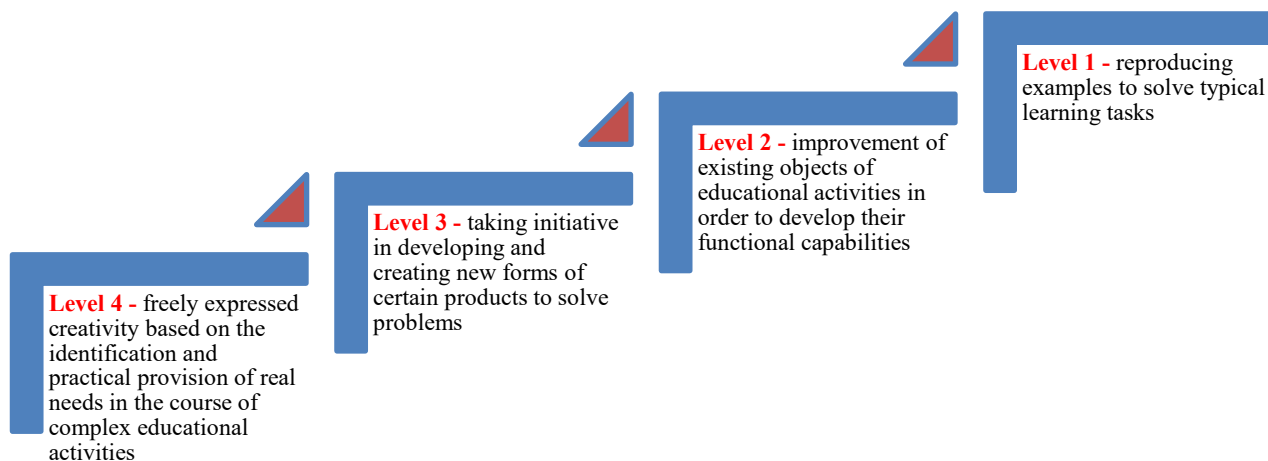 Level 1 - reproducing
examples to solve typical
learning tasks
Level 2 - improvement of
existing objects of
educational activities in
order to develop their
functional capabilities
Level 3 - taking initiative
in developing and
creating new forms of
certain products to solve
problems
Level 4 - freely expressed
creativity based on the
identification and
practical provision of real
needs in the course of
complex educational
activities